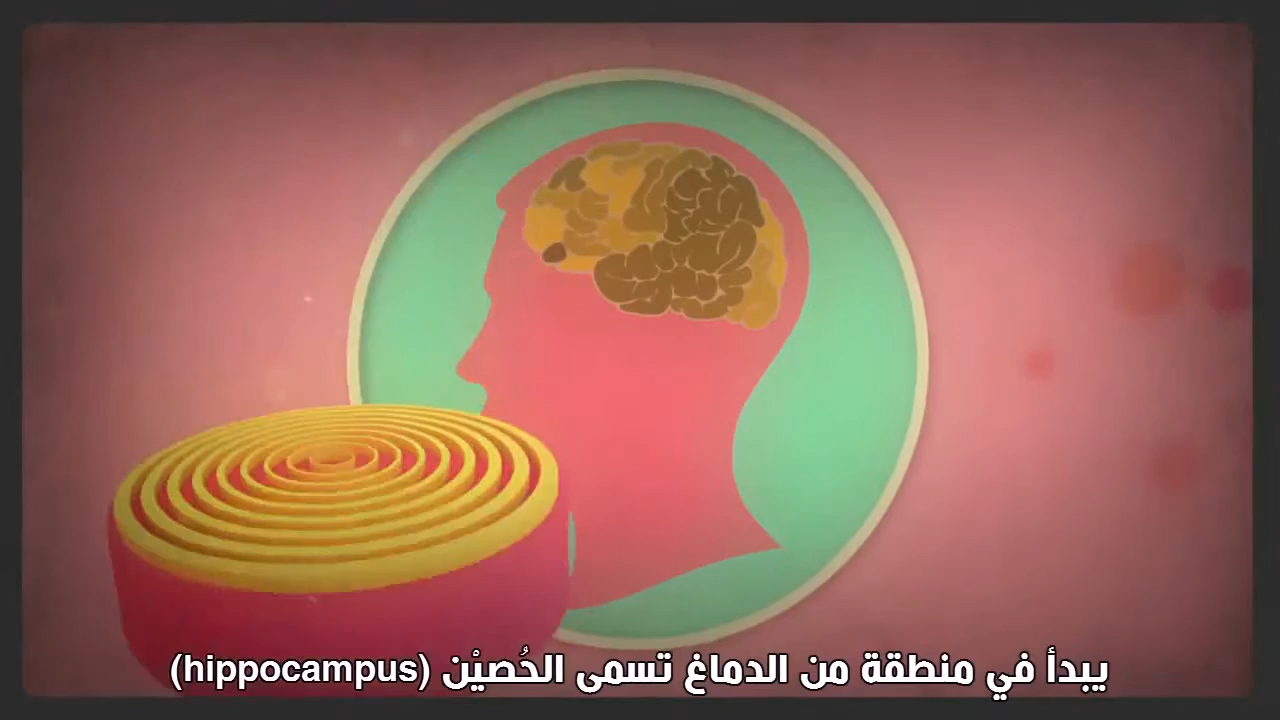 يبدأ في منطقة من الدماغ تسمى الحُصيْن (hippocampus)